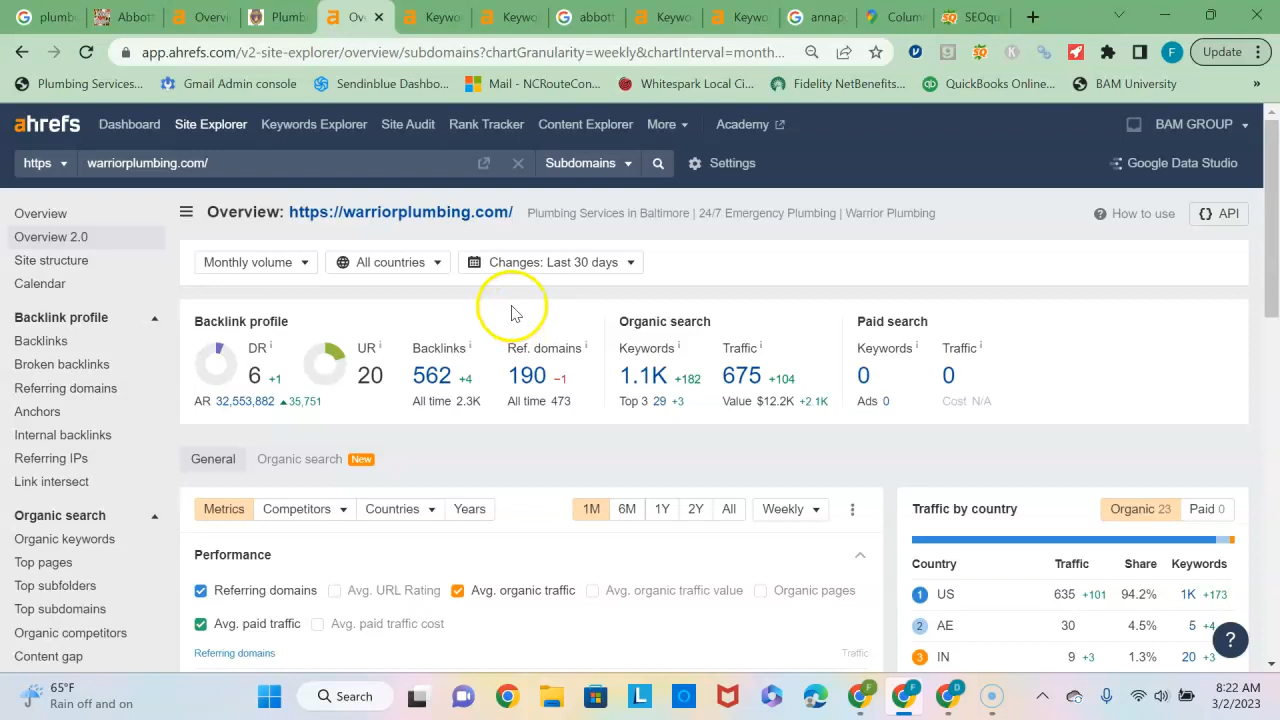 plumb
Abbott
Overvi
Plumb
Ove
Keywo
Keywo
abbott
Keywo
Keywo
annapu
Colum
SEOqu
app.ahrefs.com/v2-site-explorer/overview/subdomains?chartGranularity=weekly&chartInterval=month...
F
Update
Plumbing Services...
Gmail Admin console
Sendinblue Dashbo...
Mail - NCRouteCon...
Whitespark Local Ci...
Fidelity NetBenefits...
QuickBooks Online...
BAM University
»
ahrefs
Dashboard
Site Explorer
Keywords Explorer
Site Audit
Rank Tracker
Content Explorer
More
Academy
BAM GROUP
https
warriorplumbing.com/
Subdomains
Settings
Google Data Studio
Overview
Overview 2.0
Site structure
Calendar
Backlink profile
Backlinks
Broken backlinks
Referring domains
Anchors
Internal backlinks
Referring IPs
Link intersect
Organic search
Organic keywords
Top pages
Top subfolders
Top subdomains
Organic competitors
Content gap
Overview: https://warriorplumbing.com/
Plumbing Services in Baltimore | 24/7 Emergency Plumbing | Warrior Plumbing
How to use
{} API
Monthly volume
All countries
Changes: Last 30 days
Backlink profile
DR i
6 +1
AR 32,553,882 ▲35,751
UR i
20
Backlinks i
562 +4
All time 2.3K
Ref. domains i
190 −1
All time 473
Organic search
Keywords i
1.1K +182
Top 3 29 +3
Traffic i
675 +104
Value $12.2K +2.1K
Paid search
Keywords i
0
Ads 0
Traffic i
0
Cost N/A
General
Organic search New
Metrics
Competitors
Countries
Years
1M
6M
1Y
2Y
All
Weekly
Performance
Referring domains
Avg. URL Rating
Avg. organic traffic
Avg. organic traffic value
Organic pages
Avg. paid traffic
Avg. paid traffic cost
Referring domains
Traffic
Traffic by country
Organic 23
Paid 0
Country Traffic Share Keywords
1 US 635 +101 94.2% 1K +173
2 AE 30 4.5% 5 +4
3 IN 9 +3 1.3% 20 +3
?
65°F
Rain off and on
Search
8:22 AM
3/2/2023